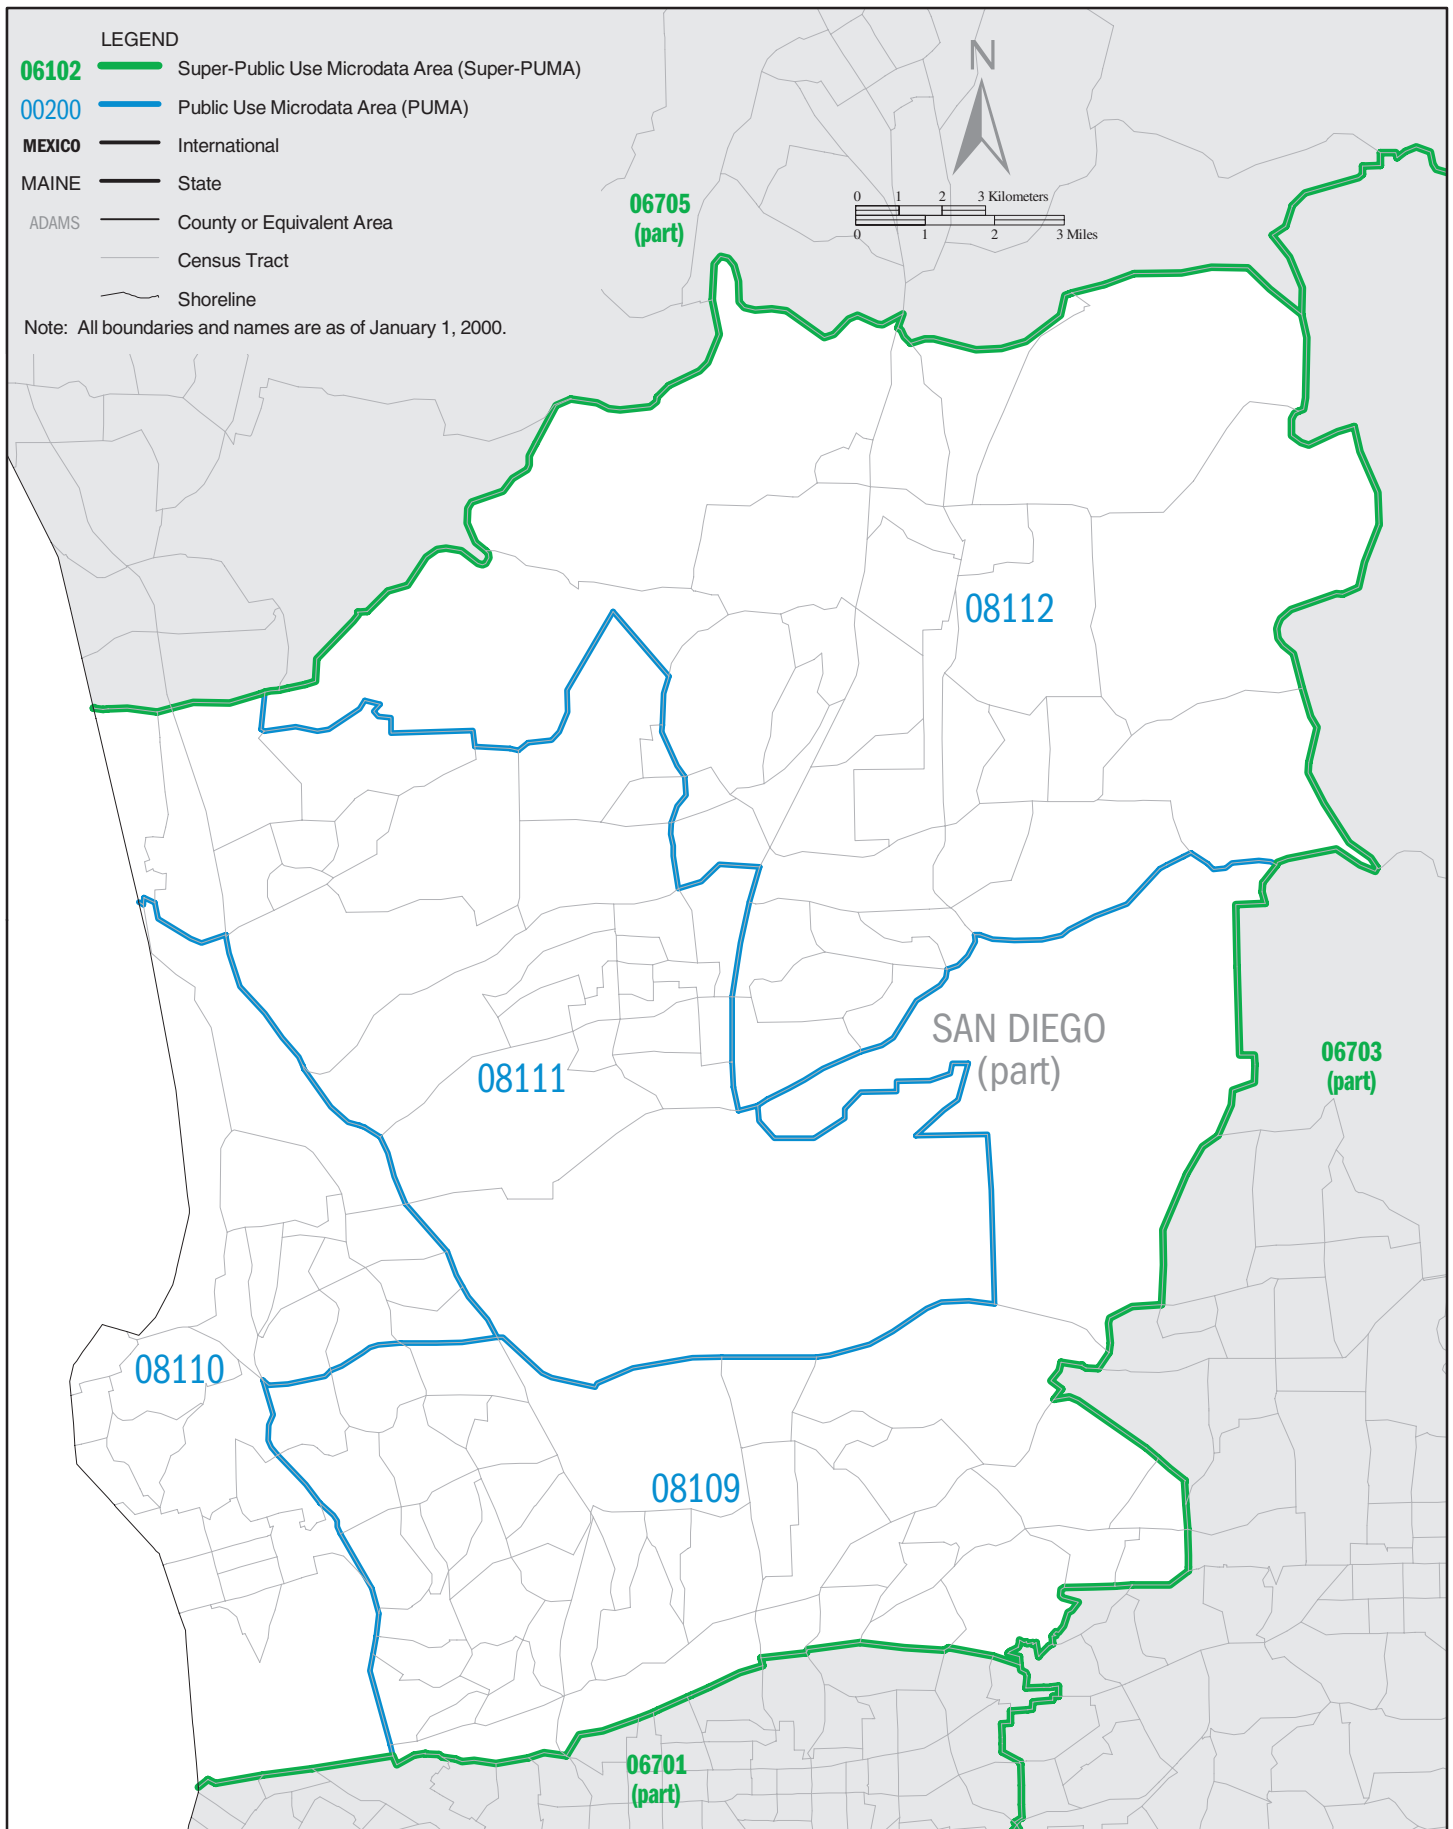 LEGEND
06102 Super-Public Use Microdata Area (Super-PUMA)
00200 Public Use Microdata Area (PUMA)
MEXICO International
MAINE State
ADAMS County or Equivalent Area
Census Tract
Shoreline
Note: All boundaries and names are as of January 1, 2000.
N
0 1 2 3 Kilometers
0 1 2 3 Miles
06705
(part)
08112
SAN DIEGO
(part)
06703
(part)
08111
08110
08109
06701
(part)